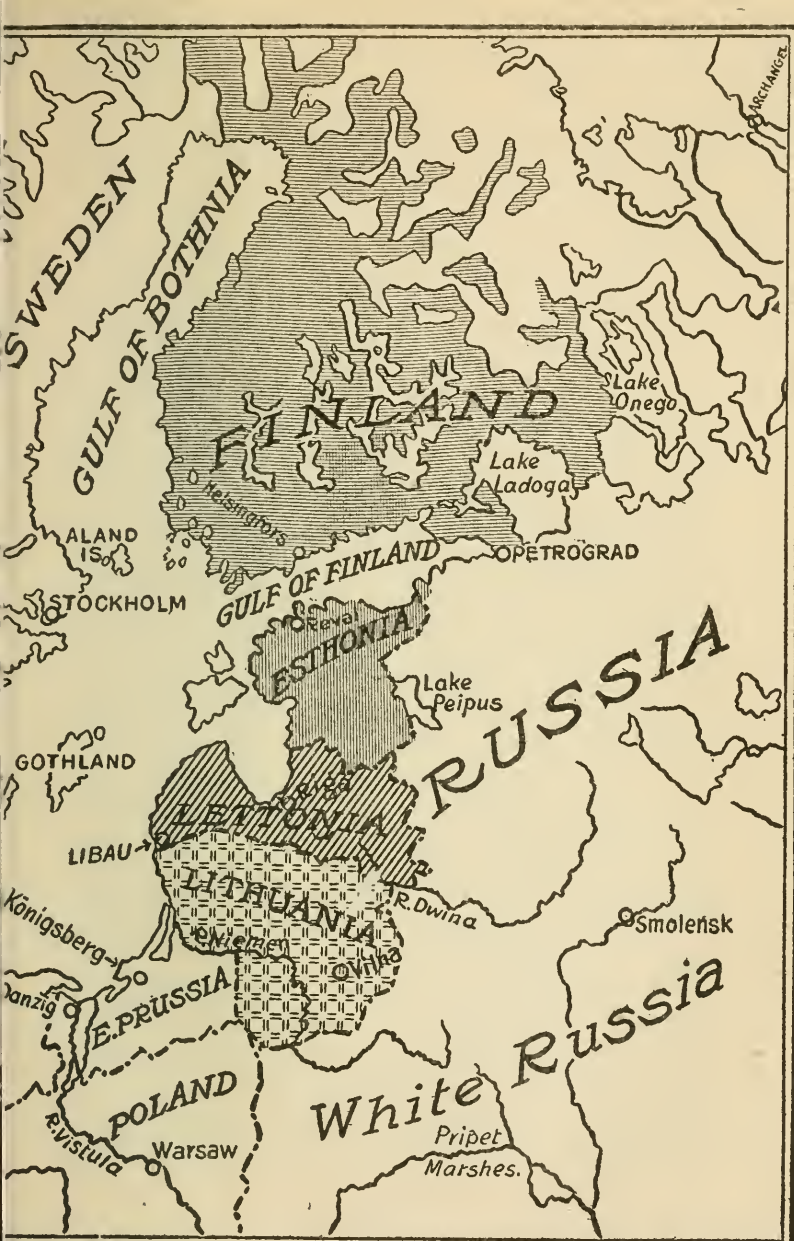 ARCHANGEL
SWEDEN
GULF OF BOTHNIA
FINLAND
Lake
Onego
Lake
Ladoga
Helsingfors
ALAND
IS.
GULF OF FINLAND
PETROGRAD
STOCKHOLM
Reval
ESTHONIA
Lake
Peipus
RUSSIA
GOTHLAND
Riga
LETTONIA
LIBAU
LITHUANIA
R.Dwina
Königsberg
R.Niemen
Vilna
Smolensk
Danzig
E.PRUSSIA
White Russia
POLAND
R.Vistula
Warsaw
Pripet
Marshes.